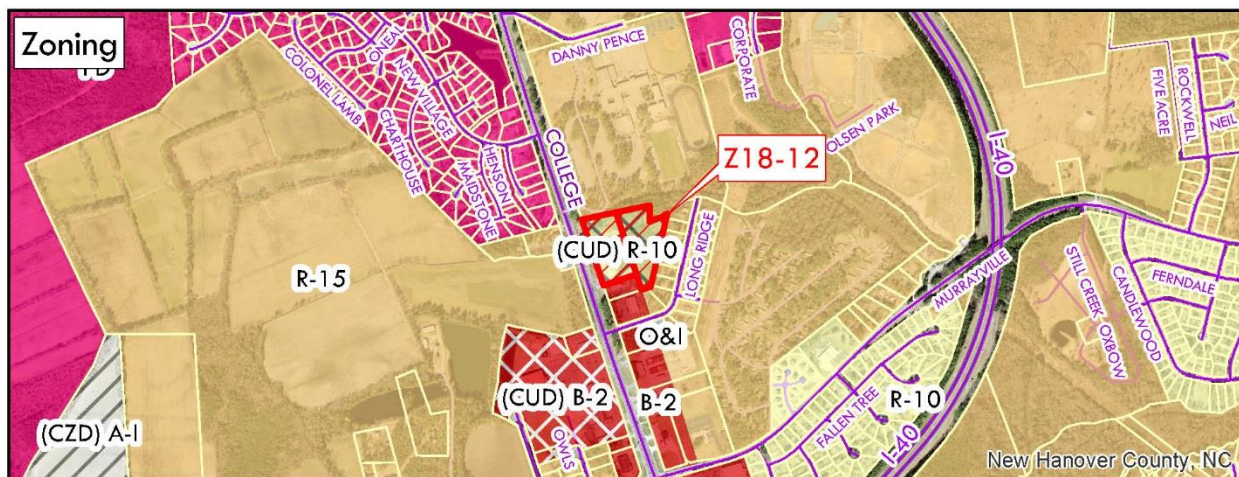 Zoning
PD
ONEAL
NEW VILLAGE
COLONEL LAMB
CHARTHOUSE
HENSON
MAIDSTONE
COLLEGE
DANNY PENCE
CORPORATE
OLSEN PARK
I-40
ROCKWELL
FIVE ACRE
NEIL
Z18-12
(CUD) R-10
LONG RIDGE
R-15
MURRAYVILLE
STILL CREEK OXBOW
CANDLEWOOD
FERNDALE
O&I
(CUD) B-2
B-2
OWLS
FALLEN TREE
R-10
(CZD) A-I
I-40
New Hanover County, NC